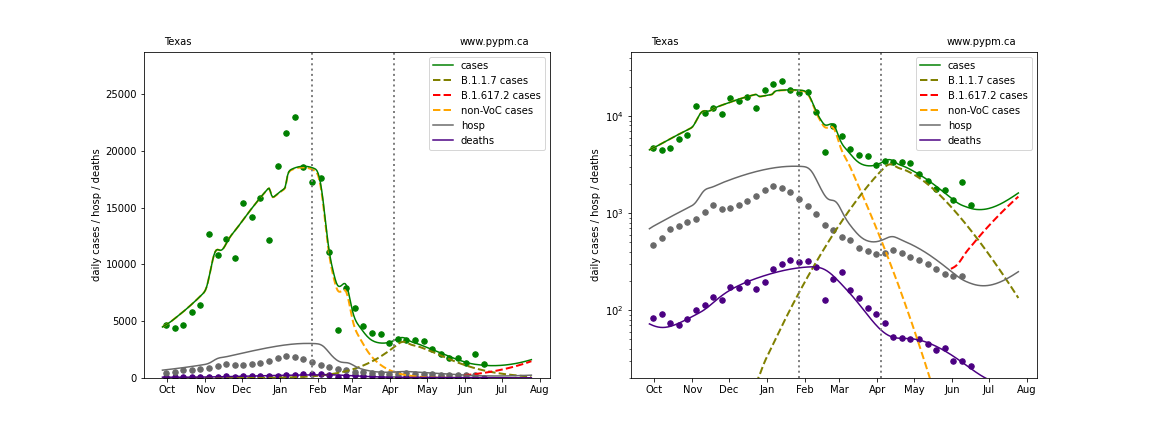 Texas
www.pypm.ca
daily cases / hosp / deaths
25000
20000
15000
10000
5000
0
cases
B.1.1.7 cases
B.1.617.2 cases
non-VoC cases
hosp
deaths
Oct Nov Dec Jan Feb Mar Apr May Jun Jul Aug
Texas
www.pypm.ca
daily cases / hosp / deaths
10^4
10^3
10^2
cases
B.1.1.7 cases
B.1.617.2 cases
non-VoC cases
hosp
deaths
Oct Nov Dec Jan Feb Mar Apr May Jun Jul Aug